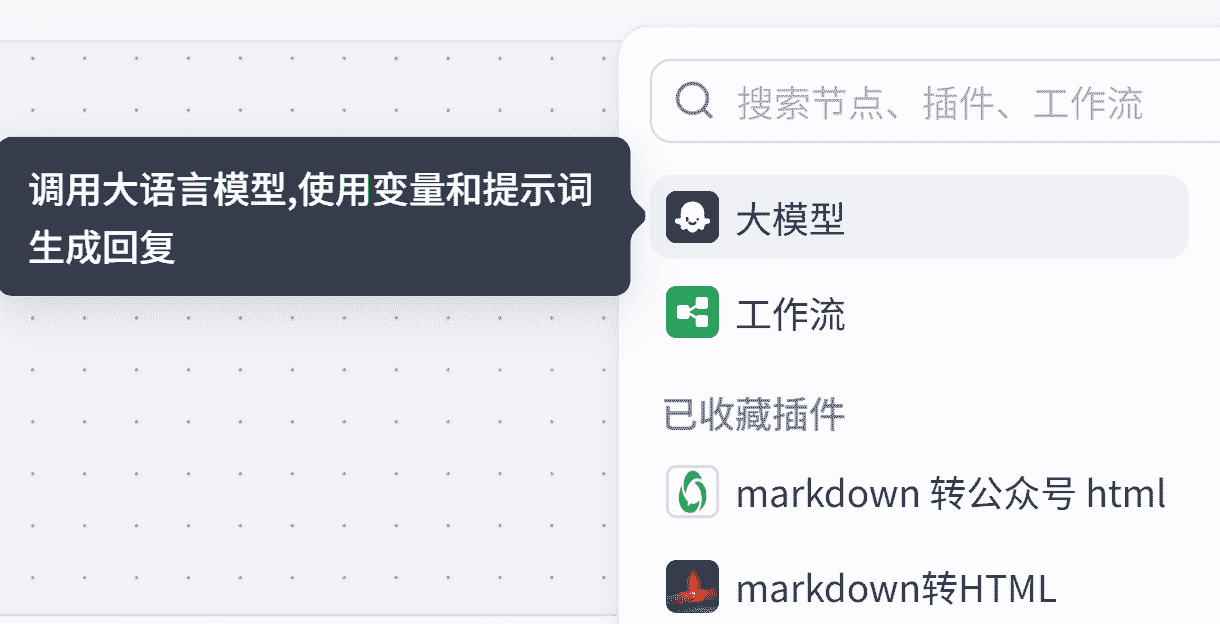 搜索节点、插件、工作流
调用大语言模型,使用变量和提示词
生成回复
大模型
工作流
已收藏插件
markdown 转公众号 html
markdown转HTML